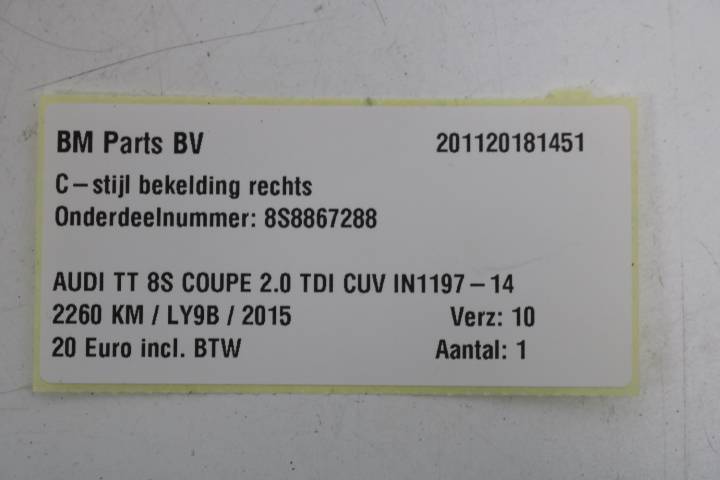 BM Parts BV 201120181451
C-stijl bekelding rechts
Onderdeelnummer: 8S8867288
AUDI TT 8S COUPE 2.0 TDI CUV IN1197-14
2260 KM / LY9B / 2015 Verz: 10
20 Euro incl. BTW Aantal: 1